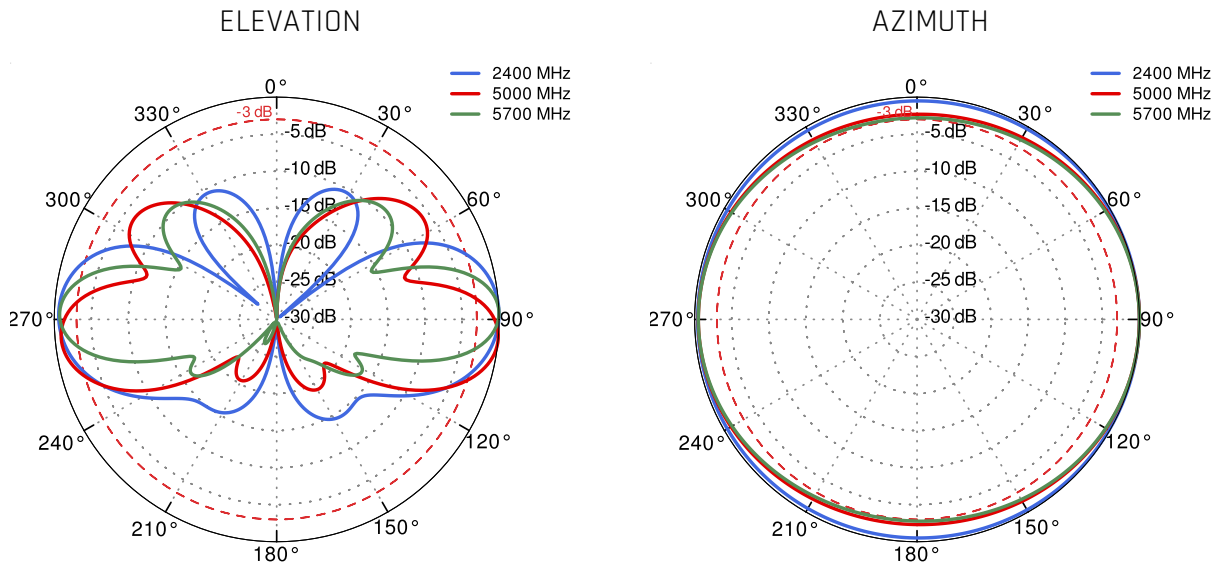 ELEVATION
2400 MHz
5000 MHz
5700 MHz
0°
330°
-3 dB
30°
-5 dB
-10 dB
300°
60°
-15 dB
-20 dB
-25 dB
270°
-30 dB
90°
240°
120°
210°
150°
180°
AZIMUTH
2400 MHz
5000 MHz
5700 MHz
0°
330°
-3 dB
30°
-5 dB
-10 dB
300°
60°
-15 dB
-20 dB
-25 dB
270°
-30 dB
90°
240°
120°
210°
150°
180°